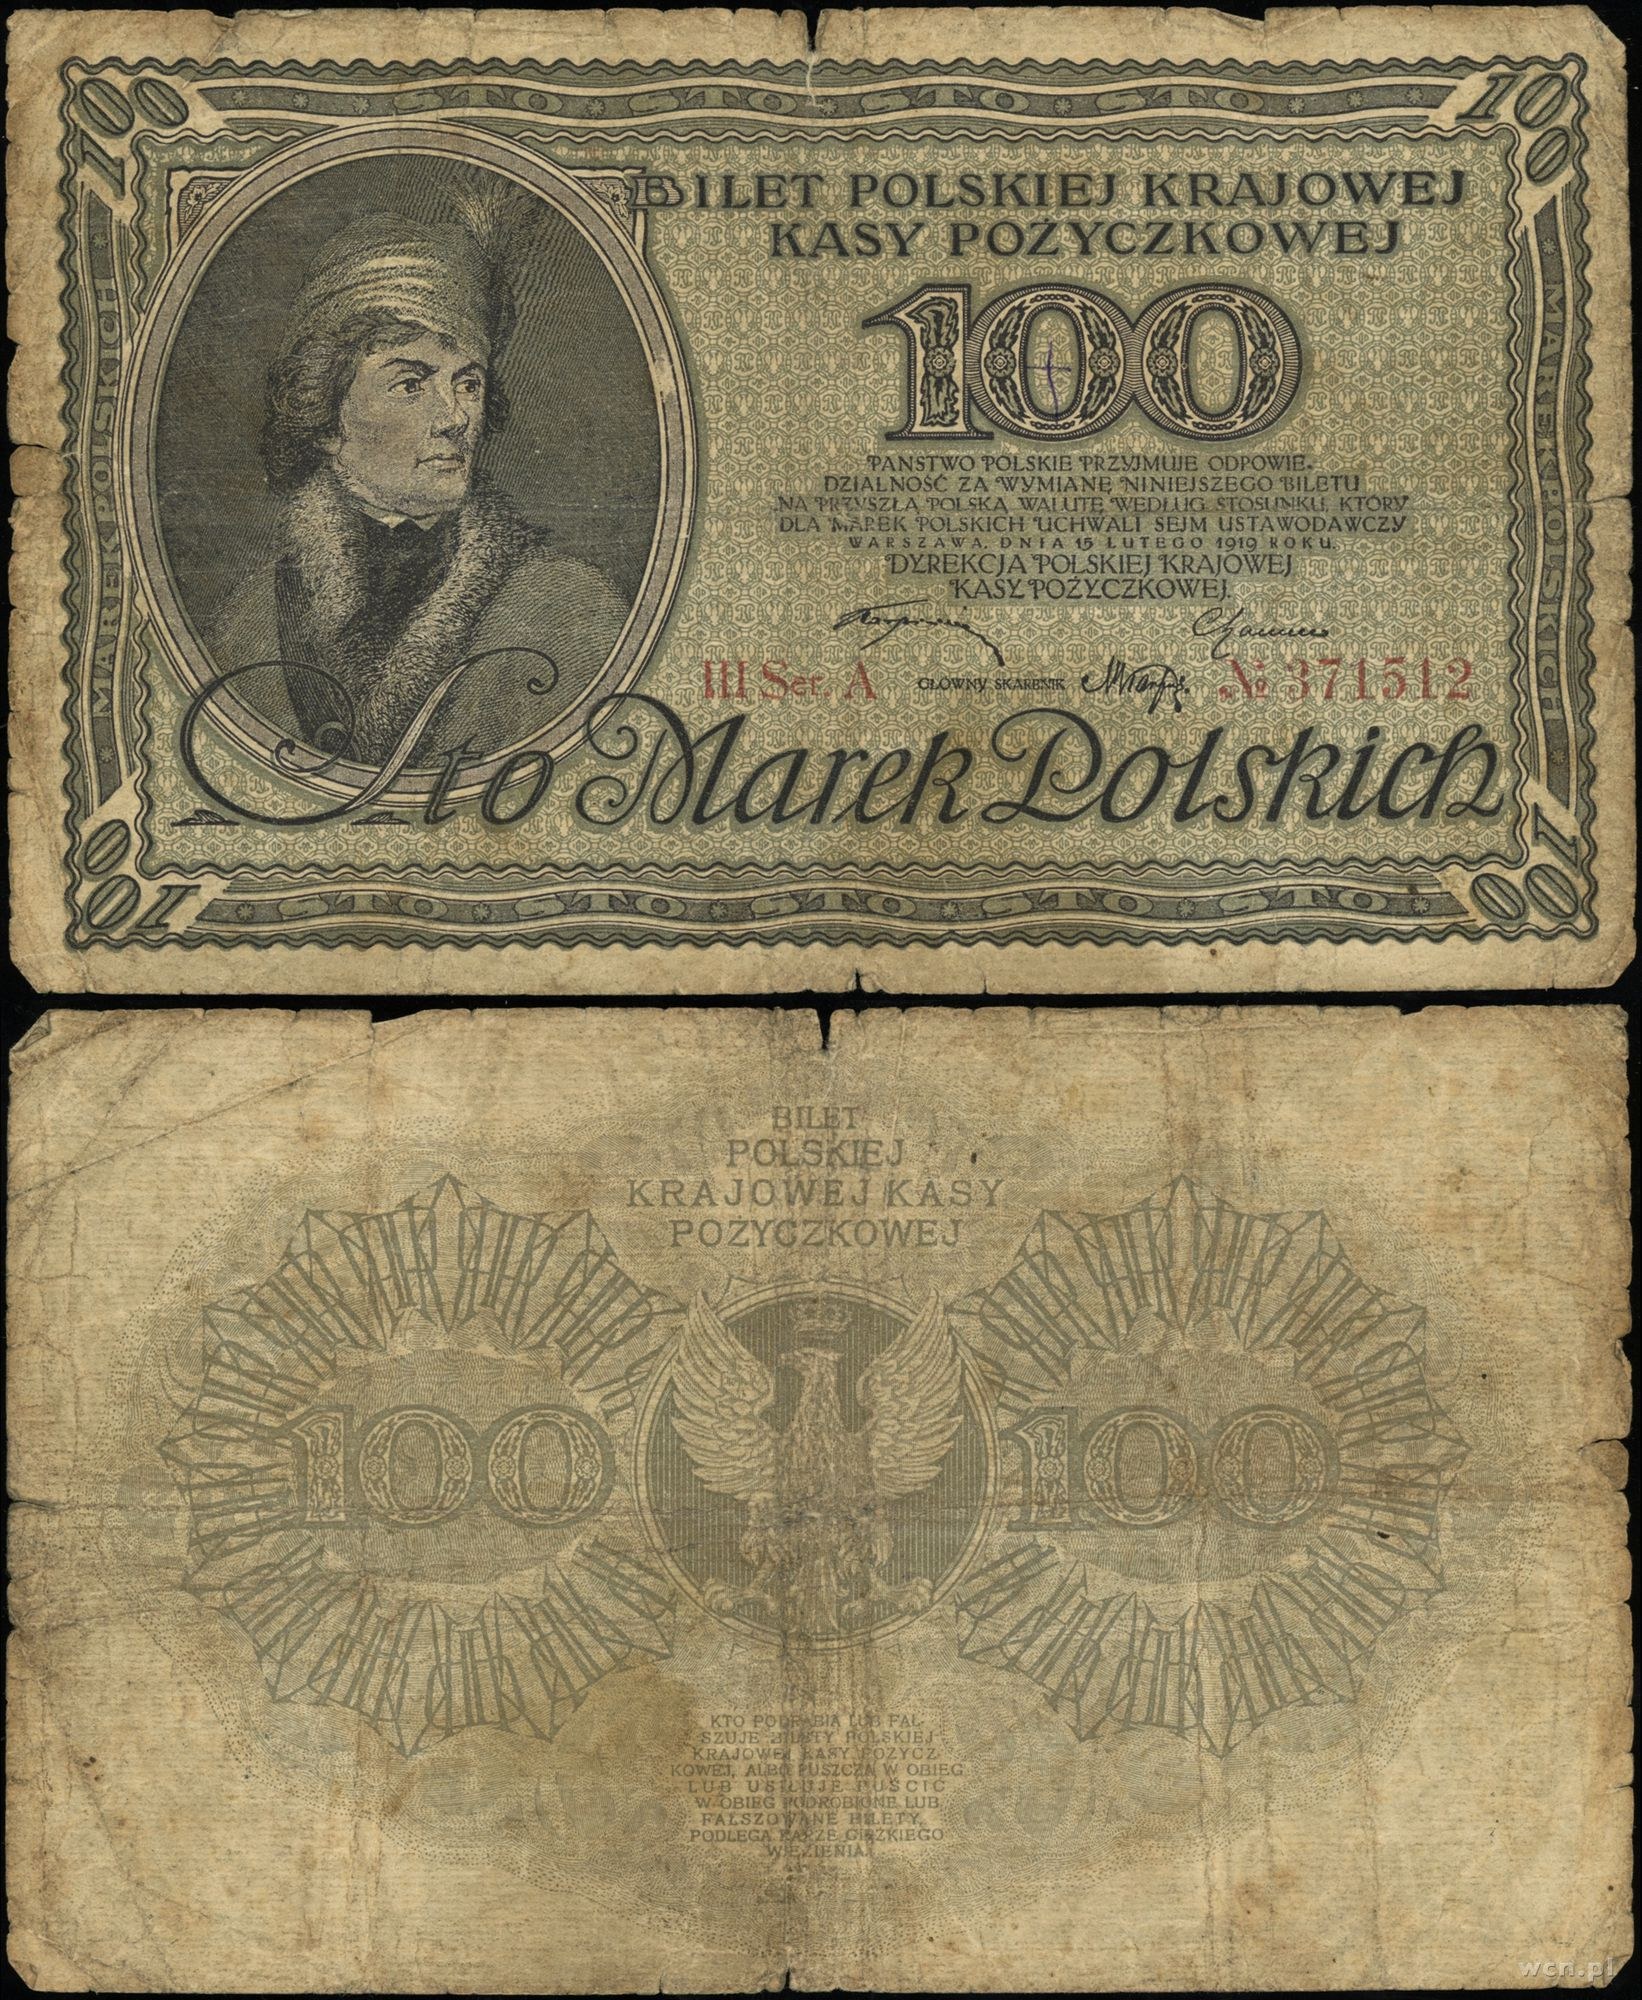 100 STO * STO * STO * STO 100
BILET POLSKIEJ KRAJOWEJ
KASY POŻYCZKOWEJ
100
MAREK POLSKICH
MAREK POLSKICH
PAŃSTWO POLSKIE PRZYJMUJE ODPOWIE-
DZIALNOŚĆ ZA WYMIANĘ NINIEJSZEGO BILETU
NA PRZYSZŁĄ POLSKĄ WALUTĘ WEDŁUG STOSUNKU, KTÓRY
DLA MAREK POLSKICH UCHWALI SEJM USTAWODAWCZY
WARSZAWA, DNIA 15 LUTEGO 1919 ROKU.
DYREKCJA POLSKIEJ KRAJOWEJ
KASY POŻYCZKOWEJ.
III Ser. A GŁÓWNY SKARBNIK № 371512
Sto Marek Polskich
100 * STO * STO * STO * STO * STO 100
BILET
POLSKIEJ
KRAJOWEJ KASY
POŻYCZKOWEJ
100 100
KTO PODRABIA LUB FAŁ-
SZUJE BILETY POLSKIEJ
KRAJOWEJ KASY POŻYCZ-
KOWEJ, ALBO PUSZCZA W OBIEG
LUB USIŁUJE PUŚCIĆ
W OBIEG PODROBIONE LUB
FAŁSZOWANE BILETY,
PODLEGA KARZE CIĘŻKIEGO
WIĘZIENIA.
wcn.pl